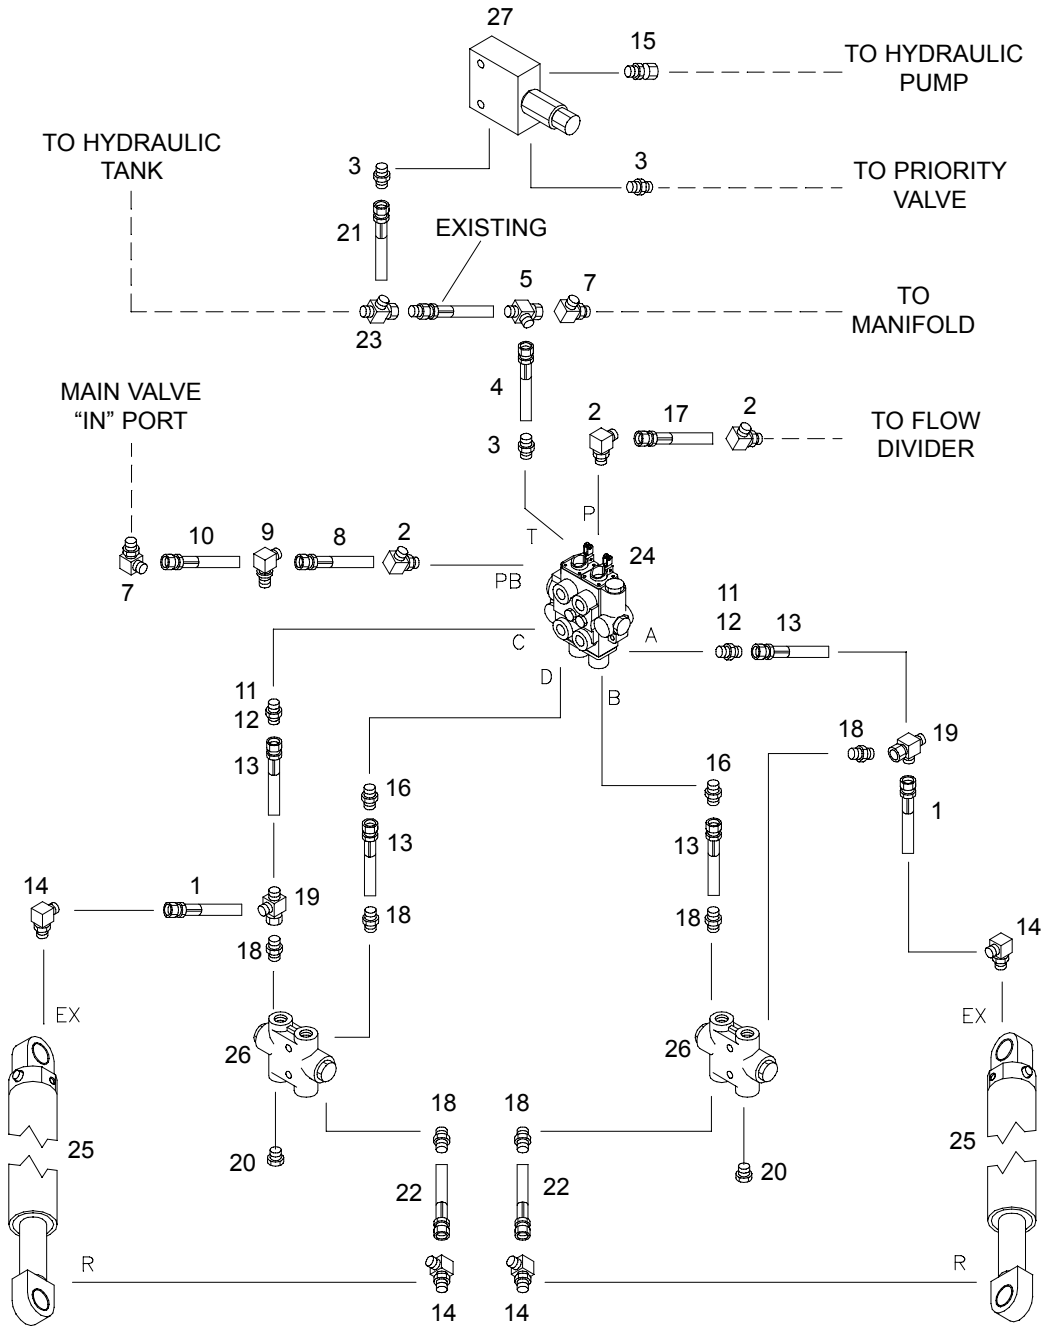 27
15
TO HYDRAULIC
PUMP
TO HYDRAULIC
TANK
3
3
TO PRIORITY
VALVE
21
EXISTING
5
7
TO
MANIFOLD
23
4
MAIN VALVE
“IN” PORT
2
17
2
TO FLOW
DIVIDER
3
P
T
10
9
8
2
24
7
PB
11
12
13
C
A
D
B
11
12
18
19
13
16
16
1
13
13
14
1
19
18
18
14
18
EX
EX
26
26
18
18
25
25
20
20
22
22
R
R
14
14